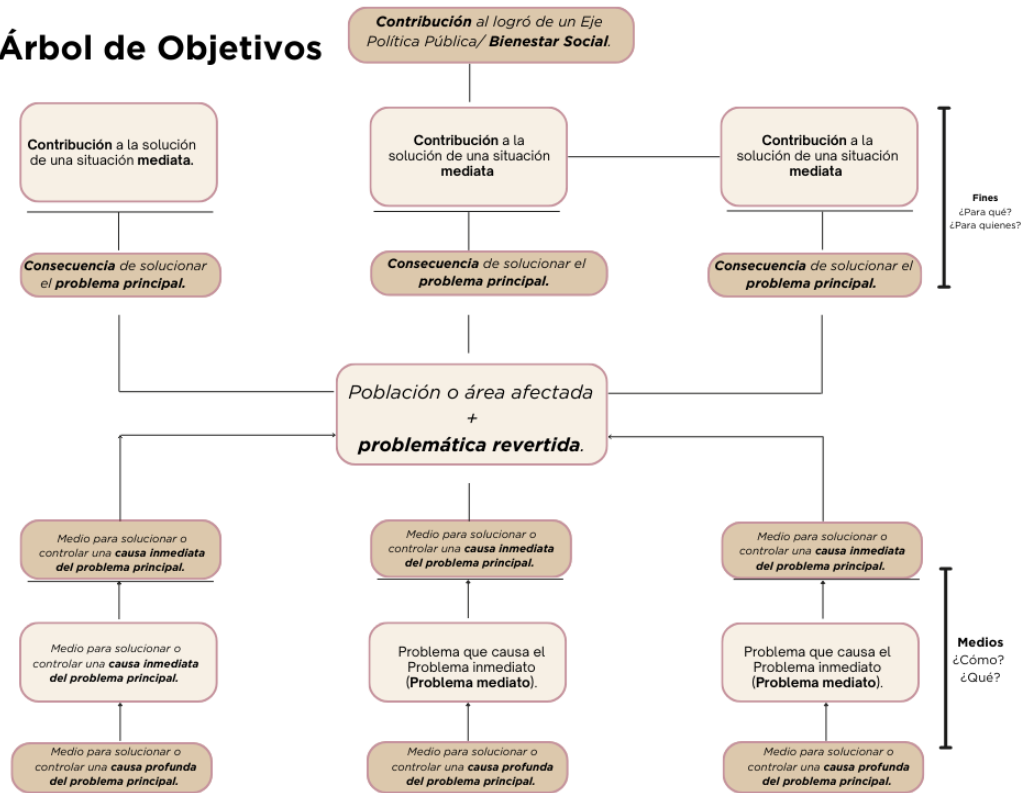 Árbol de Objetivos
Contribución al logró de un Eje
Política Pública/ Bienestar Social.
Contribución a la solución
de una situación mediata.
Contribución a la
solución de una situación
mediata
Contribución a la
solución de una situación
mediata
Fines
¿Para qué?
¿Para quienes?
Consecuencia de solucionar
el problema principal.
Consecuencia de solucionar el
problema principal.
Consecuencia de solucionar el
problema principal.
Población o área afectada
+
problemática revertida.
Medio para solucionar o
controlar una causa inmediata
del problema principal.
Medio para solucionar o
controlar una causa inmediata
del problema principal.
Medio para solucionar o
controlar una causa inmediata
del problema principal.
Medio para solucionar o
controlar una causa inmediata
del problema principal.
Problema que causa el
Problema inmediato
(Problema mediato).
Problema que causa el
Problema inmediato
(Problema mediato).
Medios
¿Cómo?
¿Qué?
Medio para solucionar o
controlar una causa profunda
del problema principal.
Medio para solucionar o
controlar una causa profunda
del problema principal.
Medio para solucionar o
controlar una causa profunda
del problema principal.